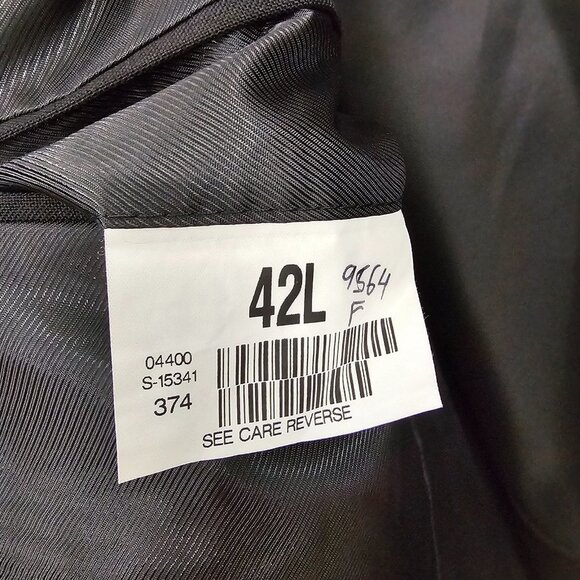 42L
9564
F
04400
S-15341
374
SEE CARE REVERSE